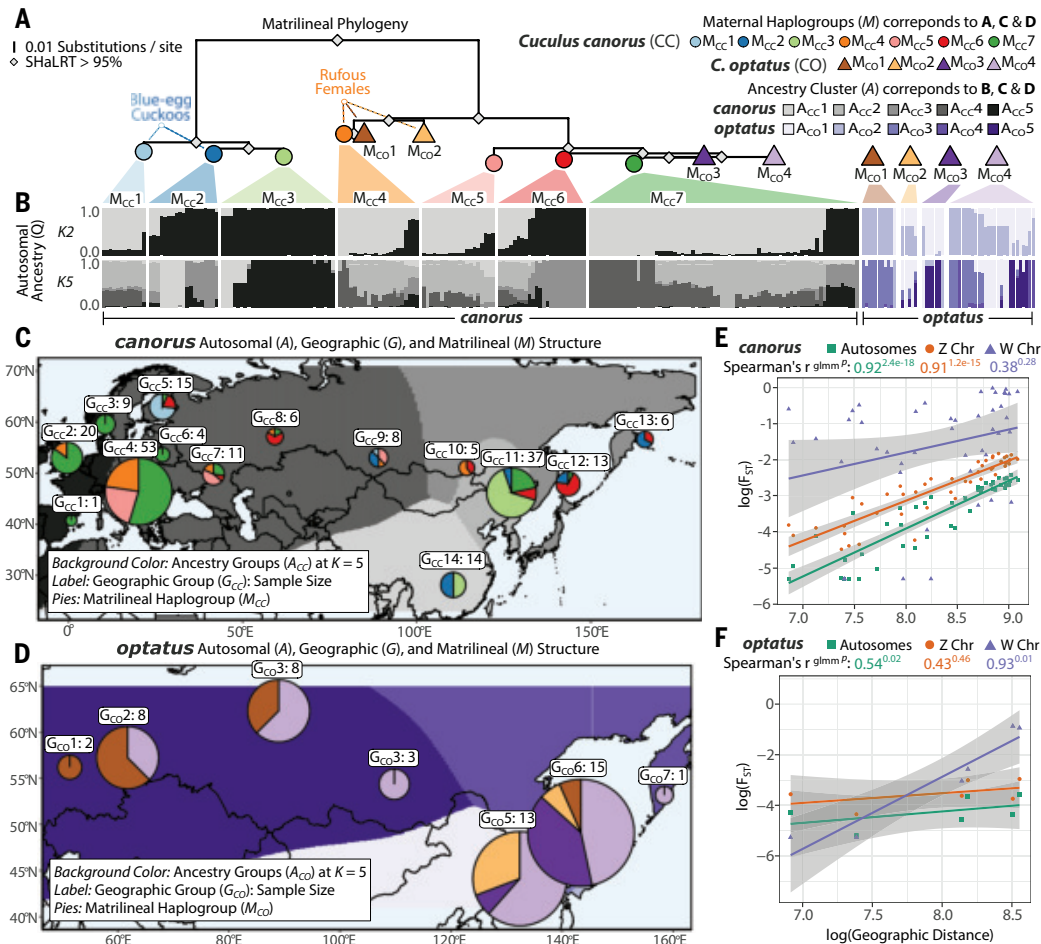 A
Matrilineal Phylogeny
0.01 Substitutions / site
SHaLRT > 95%
Maternal Haplogroups (M) correponds to A, C & D
Cuculus canorus (CC) MCC1 MCC2 MCC3 MCC4 MCC5 MCC6 MCC7
C. optatus (CO) MCO1 MCO2 MCO3 MCO4
Ancestry Cluster (A) corresponds to B, C & D
canorus ACC1 ACC2 ACC3 ACC4 ACC5
optatus ACO1 ACO2 ACO3 ACO4 ACO5
Blue-egg
Cuckoos
Rufous
Females
MCO1 MCO2 MCO3 MCO4
MCO1 MCO2 MCO3 MCO4
MCC1 MCC2 MCC3 MCC4 MCC5 MCC6 MCC7
B
Autosomal
Ancestry (Q)
K2
1.0
0.0
K5
1.0
0.0
canorus optatus
C
canorus Autosomal (A), Geographic (G), and Matrilineal (M) Structure
70°N
60°N
50°N
40°N
30°N
GCC5: 15
GCC3: 9
GCC2: 20
GCC4: 53
GCC6: 4
GCC7: 11
GCC8: 6
GCC9: 8
GCC10: 5
GCC11: 37
GCC12: 13
GCC13: 6
GCC1: 1
GCC14: 14
Background Color: Ancestry Groups (ACC) at K = 5
Label: Geographic Group (GCC): Sample Size
Pies: Matrilineal Haplogroup (MCC)
0° 50°E 100°E 150°E
D
optatus Autosomal (A), Geographic (G), and Matrilineal (M) Structure
65°N
60°N
55°N
50°N
45°N
40°N
GCO3: 8
GCO2: 8
GCO1: 2
GCO3: 3
GCO6: 15
GCO7: 1
GCO5: 13
Background Color: Ancestry Groups (ACO) at K = 5
Label: Geographic Group (GCO): Sample Size
Pies: Matrilineal Haplogroup (MCO)
60°E 80°E 100°E 120°E 140°E 160°E
E
canorus Autosomes Z Chr W Chr
Spearman's r glmm P: 0.92 2.4e-18 0.91 1.2e-15 0.38 0.28
log(FST)
0
−1
−2
−3
−4
−5
−6
7.0 7.5 8.0 8.5 9.0
F
optatus Autosomes Z Chr W Chr
Spearman's r glmm P: 0.54 0.02 0.43 0.46 0.93 0.01
log(FST)
0
−2
−4
−6
7.0 7.5 8.0 8.5
log(Geographic Distance)